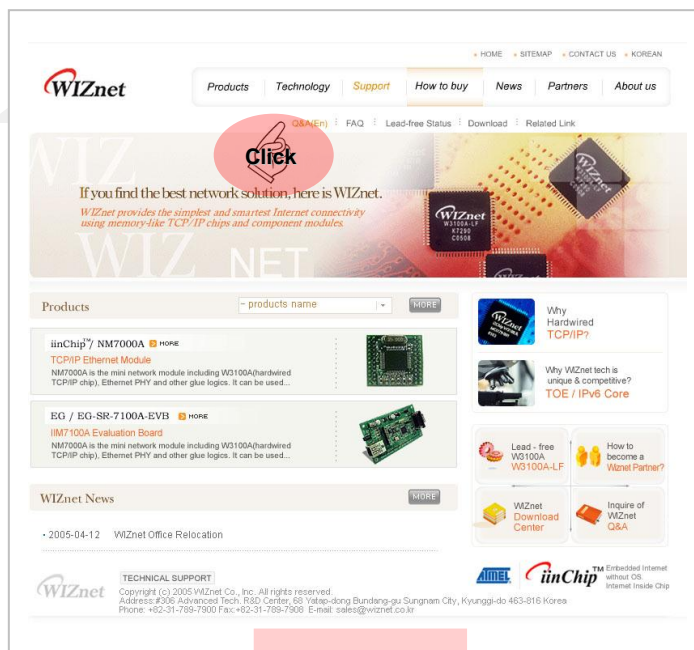 HOME SITEMAP CONTACT US KOREAN
WIZnet
Products Technology Support How to buy News Partners About us
Q&A(En) FAQ Lead-free Status Download Related Link
Click
WIZ
If you find the best network solution, here is WIZnet.
WIZnet provides the simplest and smartest Internet connectivity
using memory-like TCP/IP chips and component modules.
WIZ NET
WIZnet
W3100A-LF
K7290
C0506
Products
- products name
MORE
iinChip™/ NM7000A MORE
TCP/IP Ethernet Module
NM7000A is the mini network module including W3100A(hardwired
TCP/IP chip), Ethernet PHY and other glue logics. It can be used...
EG / EG-SR-7100A-EVB MORE
IIM7100A Evaluation Board
NM7000A is the mini network module including W3100A(hardwired
TCP/IP chip), Ethernet PHY and other glue logics. It can be used...
Why
Hardwired
TCP/IP?
Why WIZnet tech is
unique & competitive?
TOE / IPv6 Core
Lead - free
W3100A
W3100A-LF
How to
become a
Wiznet Partner?
WIZnet
Download
Center
Inquire of
WIZnet
Q&A
WIZnet News
MORE
2005-04-12 WIZnet Office Relocation
WIZnet
TECHNICAL SUPPORT
Copyright (c) 2005 WIZnet Co., Inc. All rights reserved.
Address:#306 Advanced Tech. R&D Center, 68 Yatap-dong Bundang-gu Sungnam City, Kyunggi-do 463-816 Korea
Phone: +82-31-789-7900 Fax:+82-31-789-7908 E-mail: sales@wiznet.co.kr
ATMEL
iinChip™
Embedded Internet
without OS
Internet Inside Chip